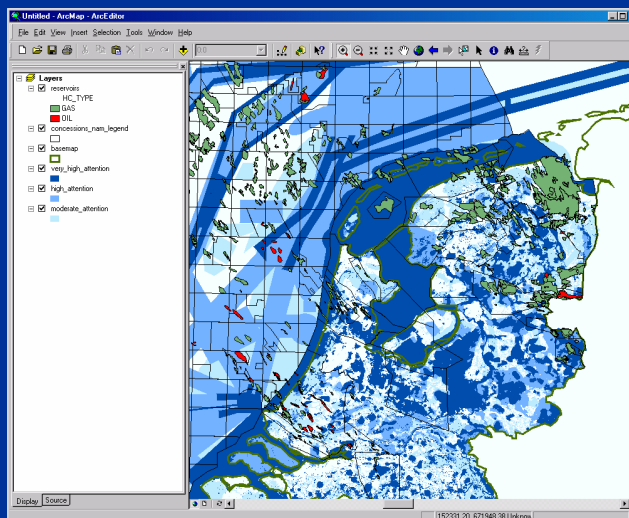 Untitled - ArcMap - ArcEditor
File Edit View Insert Selection Tools Window Help
Layers
reservoirs
HC_TYPE
GAS
OIL
concessions_nam_legend
basemap
very_high_attention
high_attention
moderate_attention
Display Source